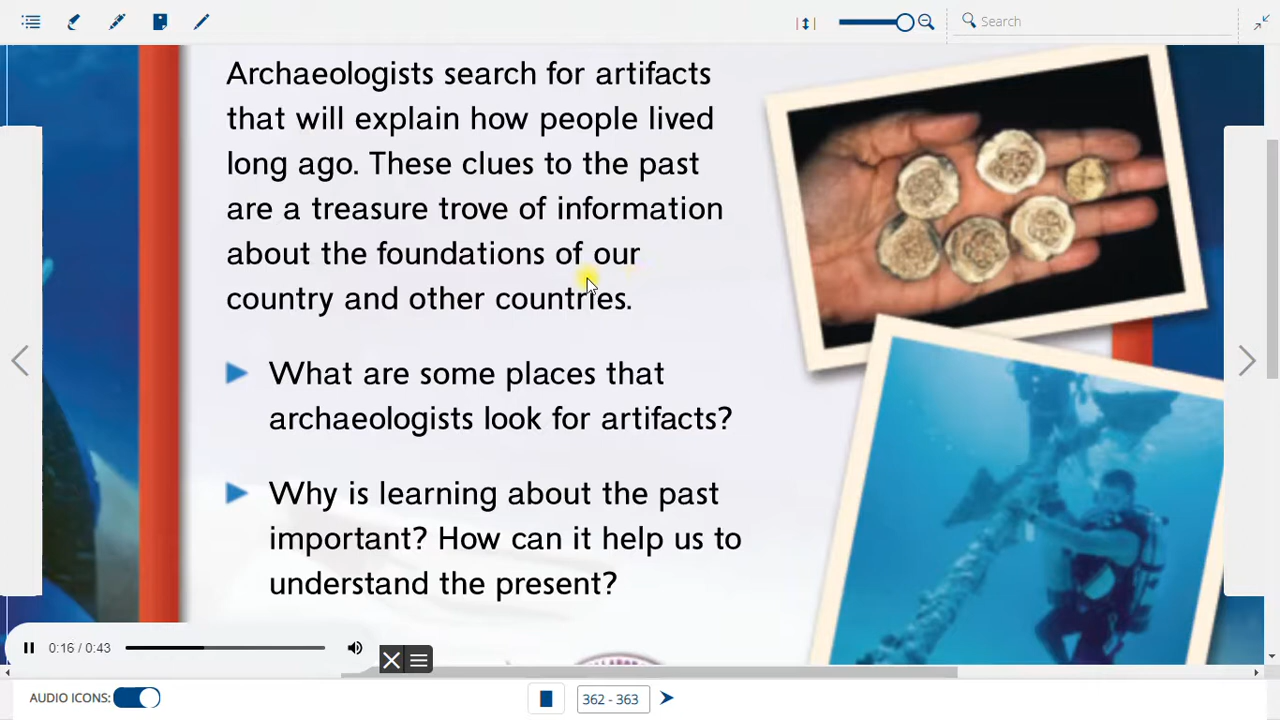 Search
Archaeologists search for artifacts
that will explain how people lived
long ago. These clues to the past
are a treasure trove of information
about the foundations of our
country and other countries.
What are some places that
archaeologists look for artifacts?
Why is learning about the past
important? How can it help us to
understand the present?
0:16 / 0:43
AUDIO ICONS:
362 - 363